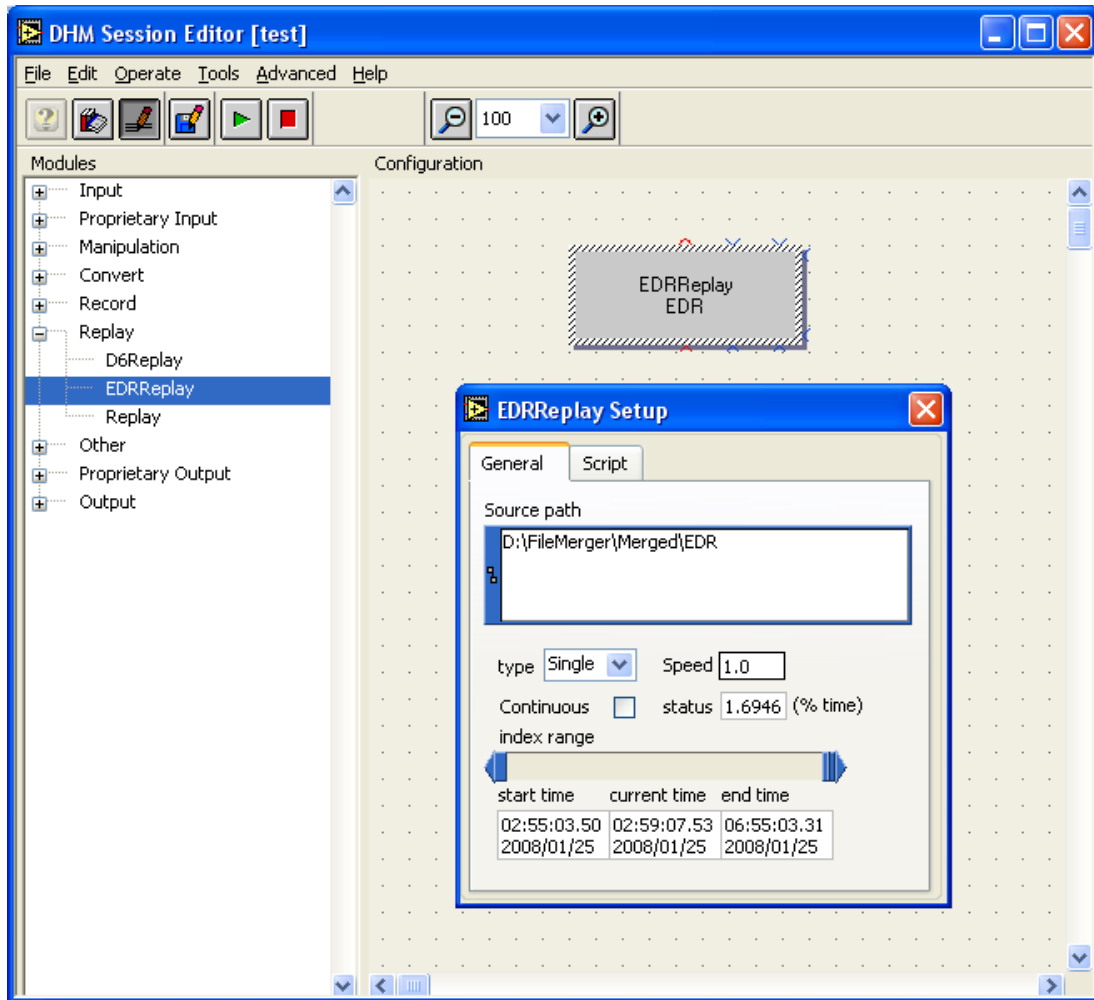 DHM Session Editor [test]
File Edit Operate Tools Advanced Help
100
Modules
Configuration
Input
Proprietary Input
Manipulation
Convert
Record
Replay
D6Replay
EDRReplay
Replay
Other
Proprietary Output
Output
EDRReplay
EDR
EDRReplay Setup
General Script
Source path
D:\FileMerger\Merged\EDR
type Single Speed 1.0
Continuous status 1.6946 (% time)
index range
start time current time end time
02:55:03.50 02:59:07.53 06:55:03.31
2008/01/25 2008/01/25 2008/01/25